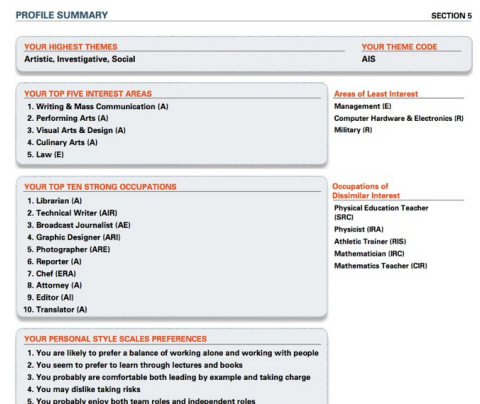 PROFILE SUMMARY SECTION 5
YOUR HIGHEST THEMES YOUR THEME CODE
Artistic, Investigative, Social AIS
YOUR TOP FIVE INTEREST AREAS
1. Writing & Mass Communication (A)
2. Performing Arts (A)
3. Visual Arts & Design (A)
4. Culinary Arts (A)
5. Law (E)
Areas of Least Interest
Management (E)
Computer Hardware & Electronics (R)
Military (R)
YOUR TOP TEN STRONG OCCUPATIONS
1. Librarian (A)
2. Technical Writer (AIR)
3. Broadcast Journalist (AE)
4. Graphic Designer (ARI)
5. Photographer (ARE)
6. Reporter (A)
7. Chef (ERA)
8. Attorney (A)
9. Editor (AI)
10. Translator (A)
Occupations of
Dissimilar Interest
Physical Education Teacher
(SRC)
Physicist (IRA)
Athletic Trainer (RIS)
Mathematician (IRC)
Mathematics Teacher (CIR)
YOUR PERSONAL STYLE SCALES PREFERENCES
1. You are likely to prefer a balance of working alone and working with people
2. You seem to prefer to learn through lectures and books
3. You probably are comfortable both leading by example and taking charge
4. You may dislike taking risks
5. You probably enjoy both team roles and independent roles